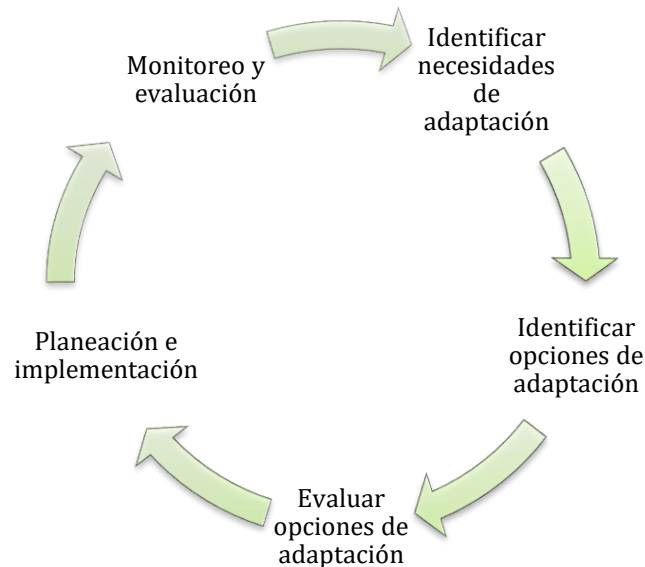 Identificar
necesidades
de
adaptación
Identificar
opciones de
adaptación
Evaluar
opciones de
adaptación
Planeación e
implementación
Monitoreo y
evaluación